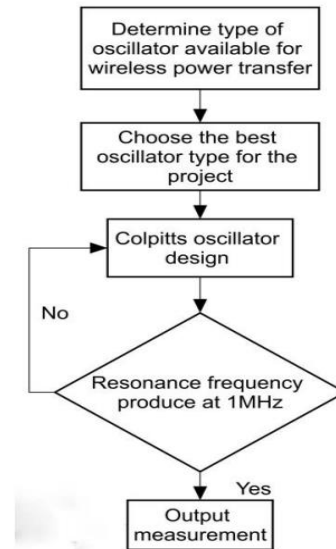 Determine type of
oscillator available for
wireless power transfer
Choose the best
oscillator type for the
project
Colpitts oscillator
design
No
Resonance frequency
produce at 1MHz
Yes
Output
measurement